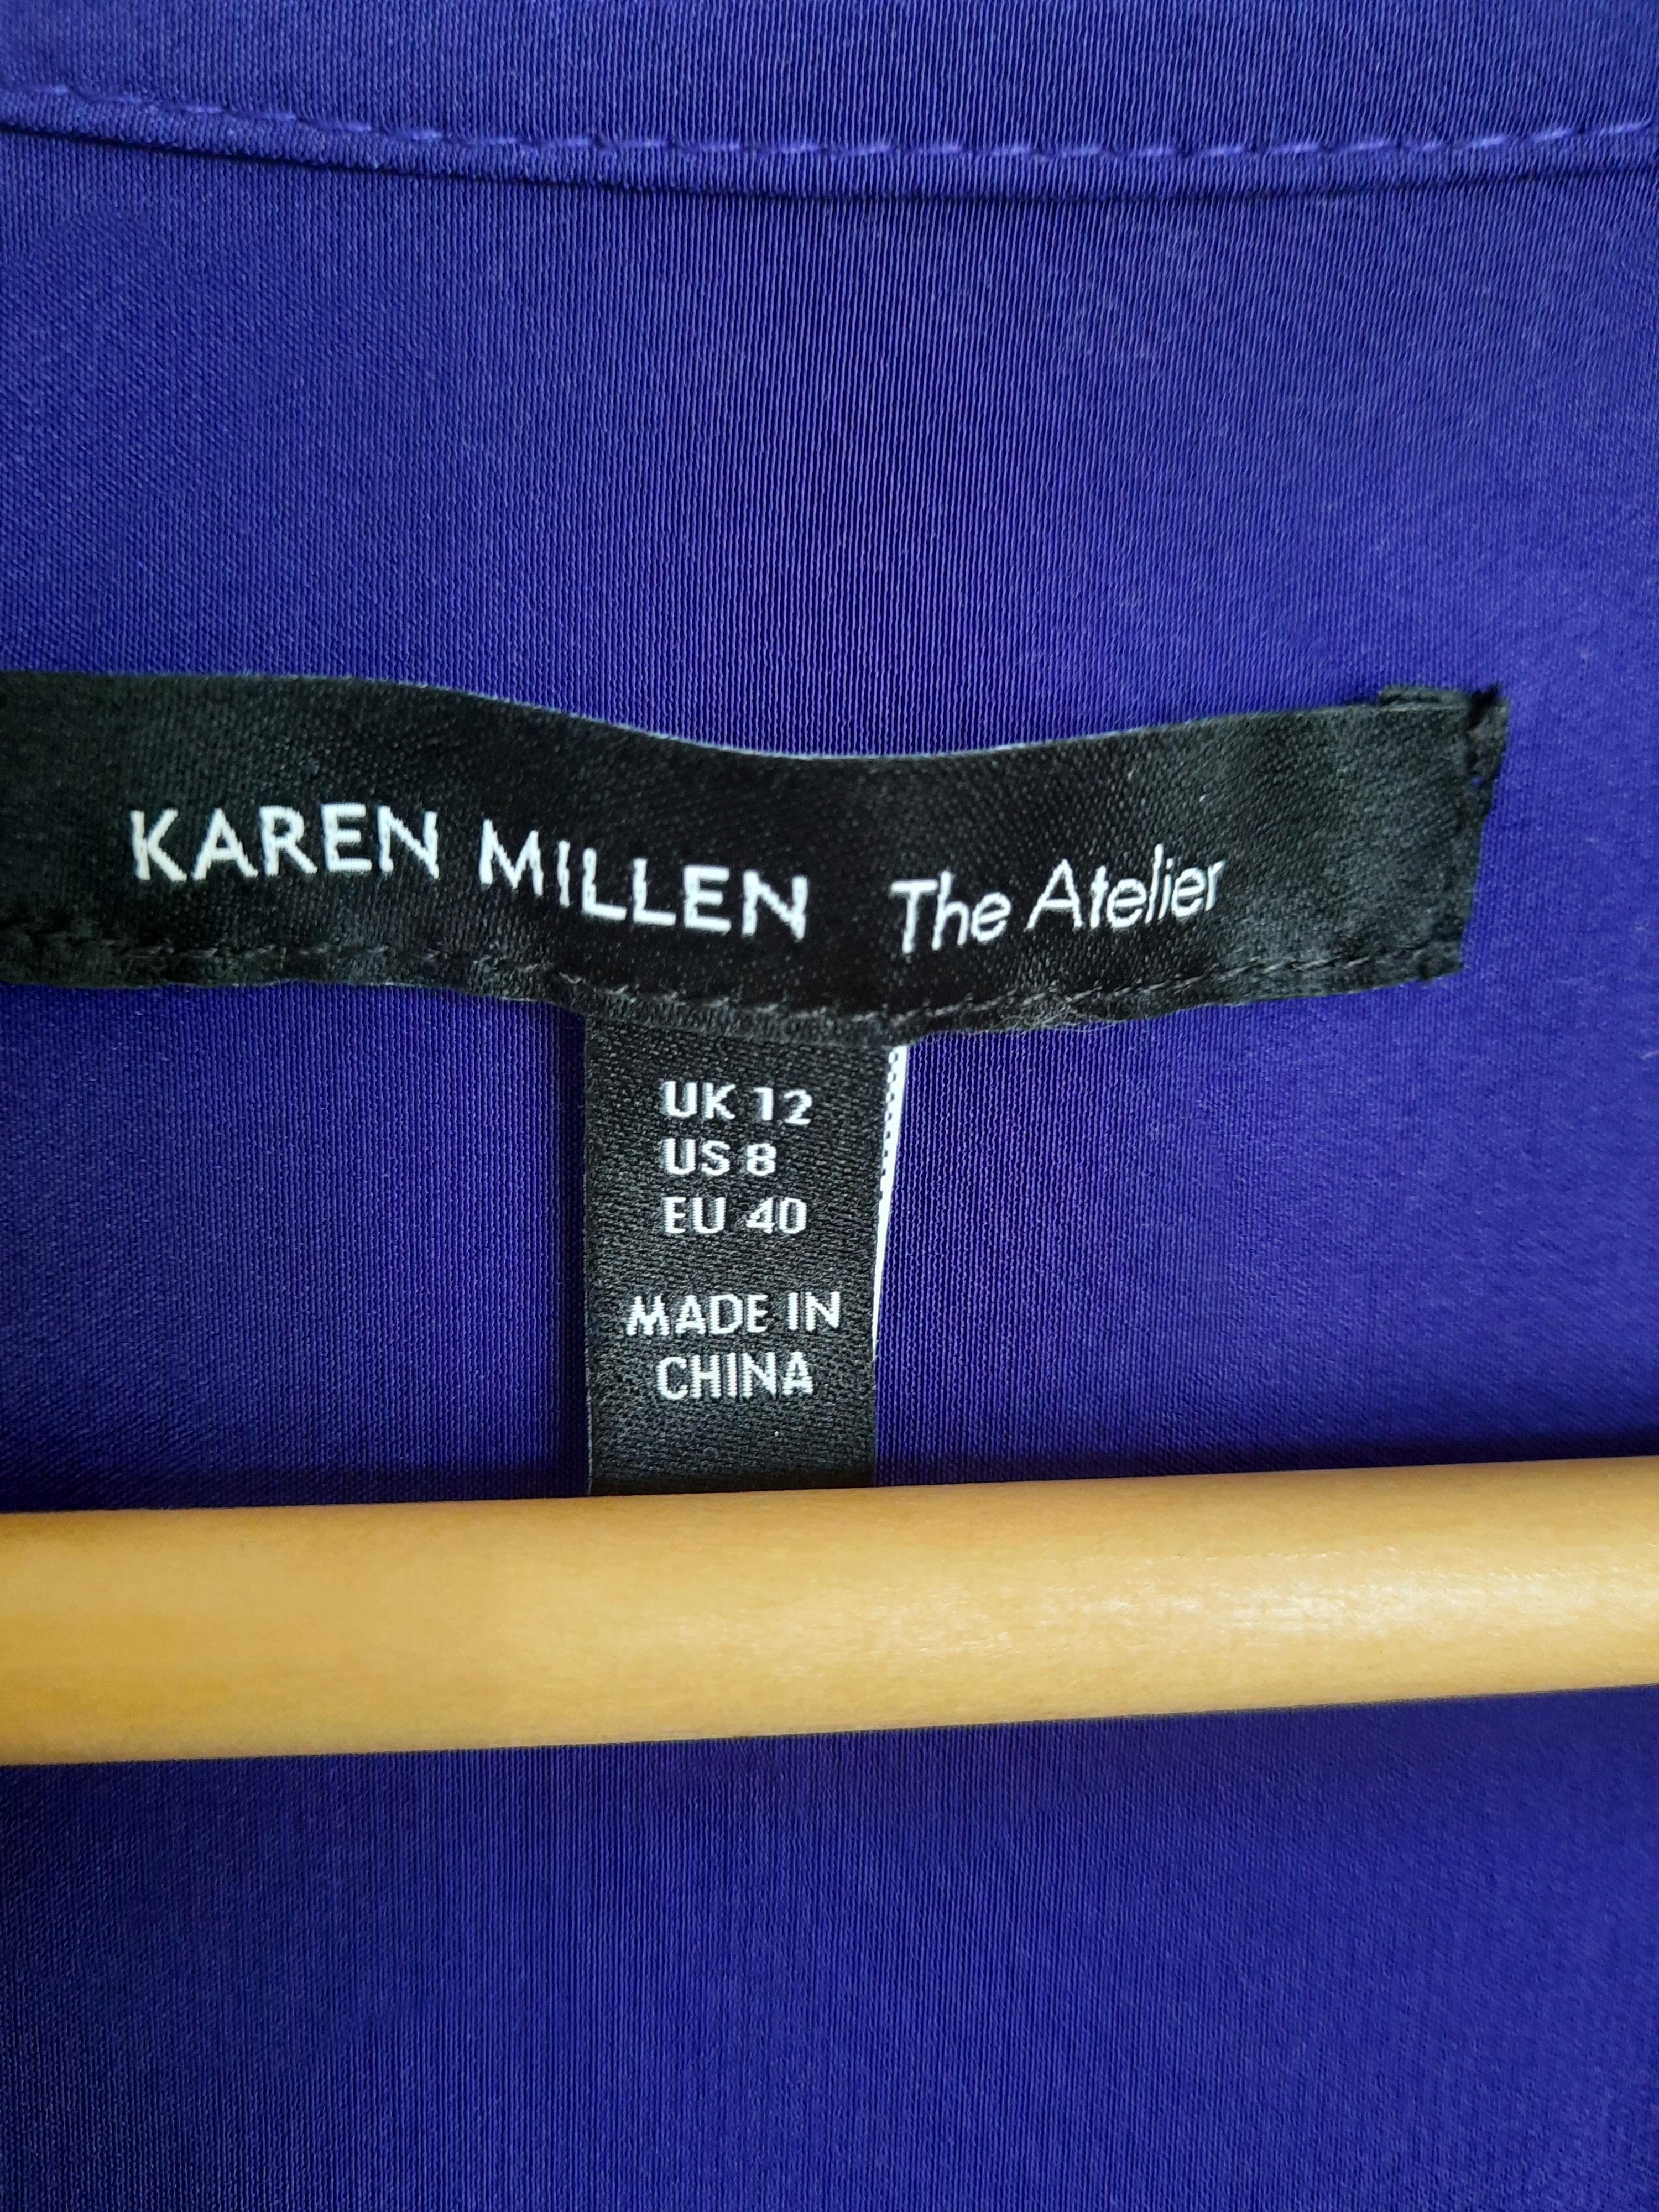 KAREN MILLEN The Atelier
UK 12
US 8
EU 40
MADE IN
CHINA